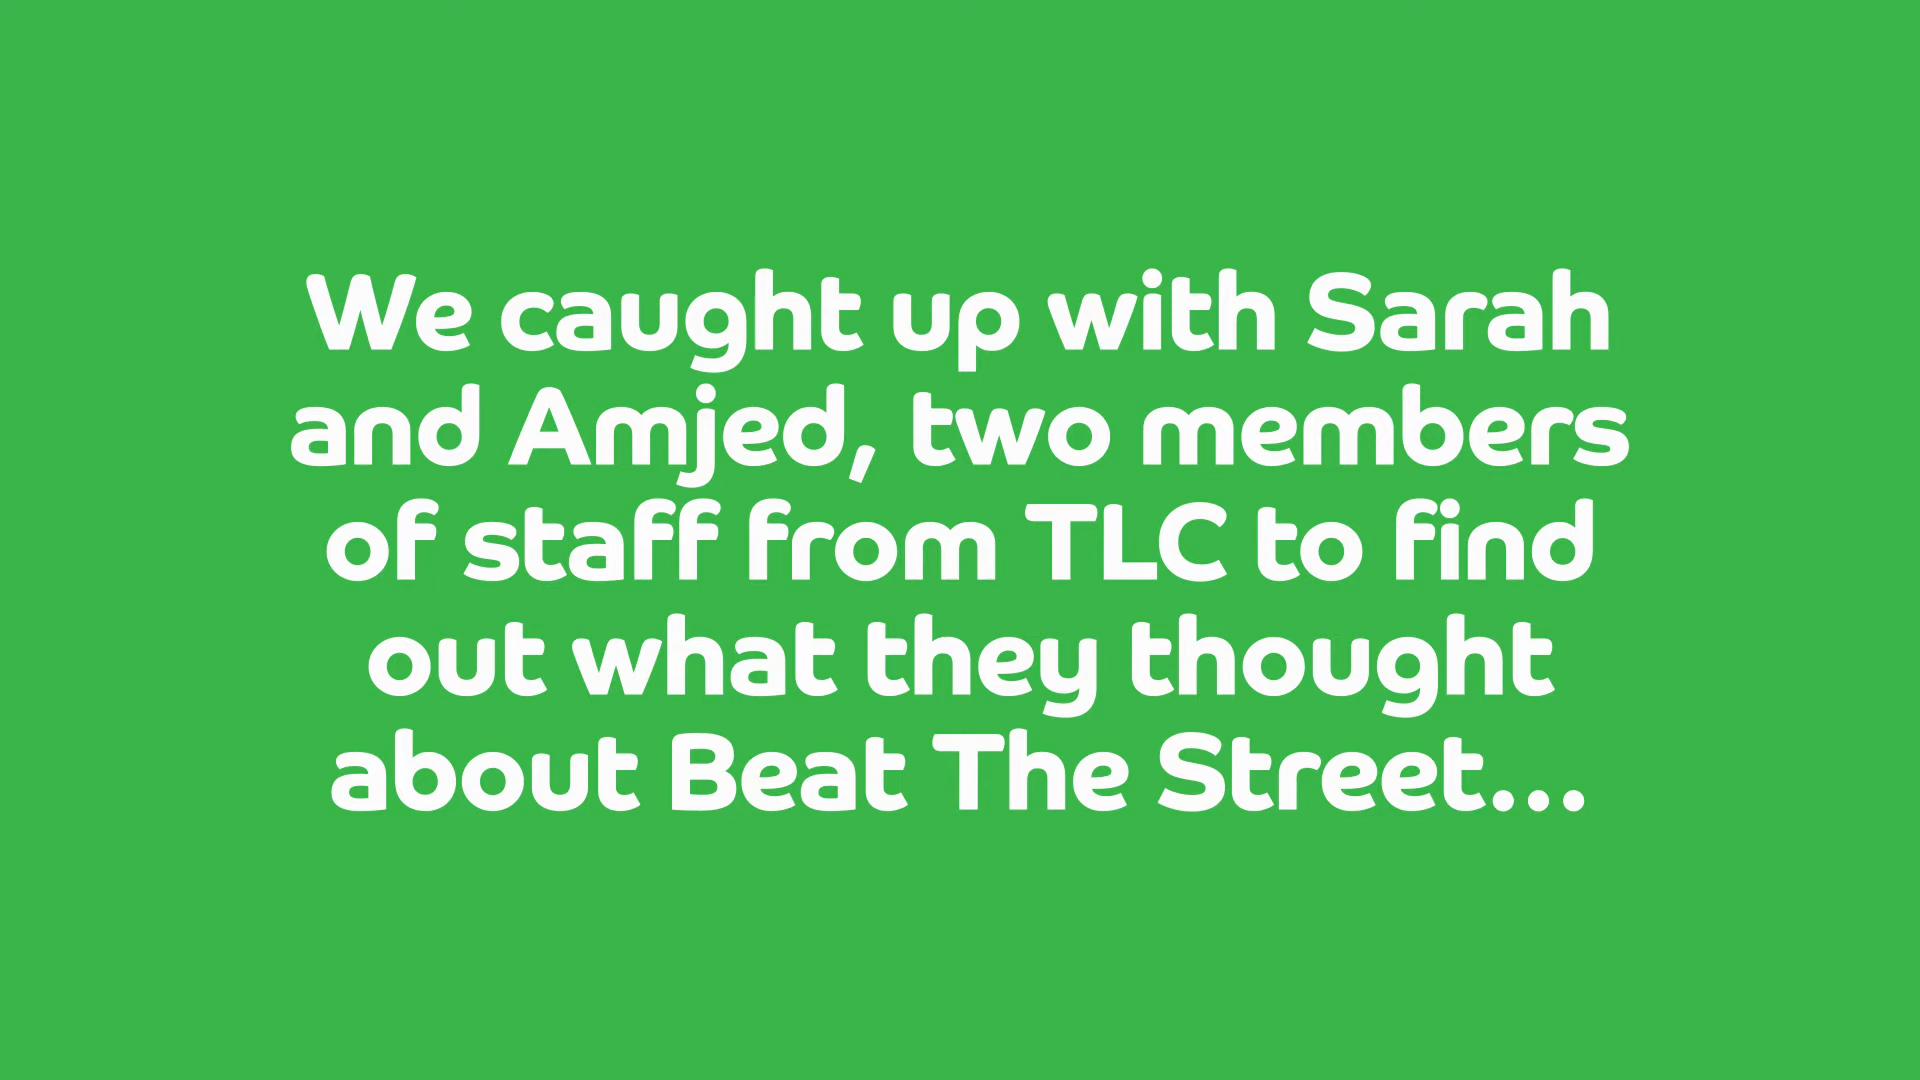 We caught up with Sarah
and Amjed, two members
of staff from TLC to find
out what they thought
about Beat The Street...